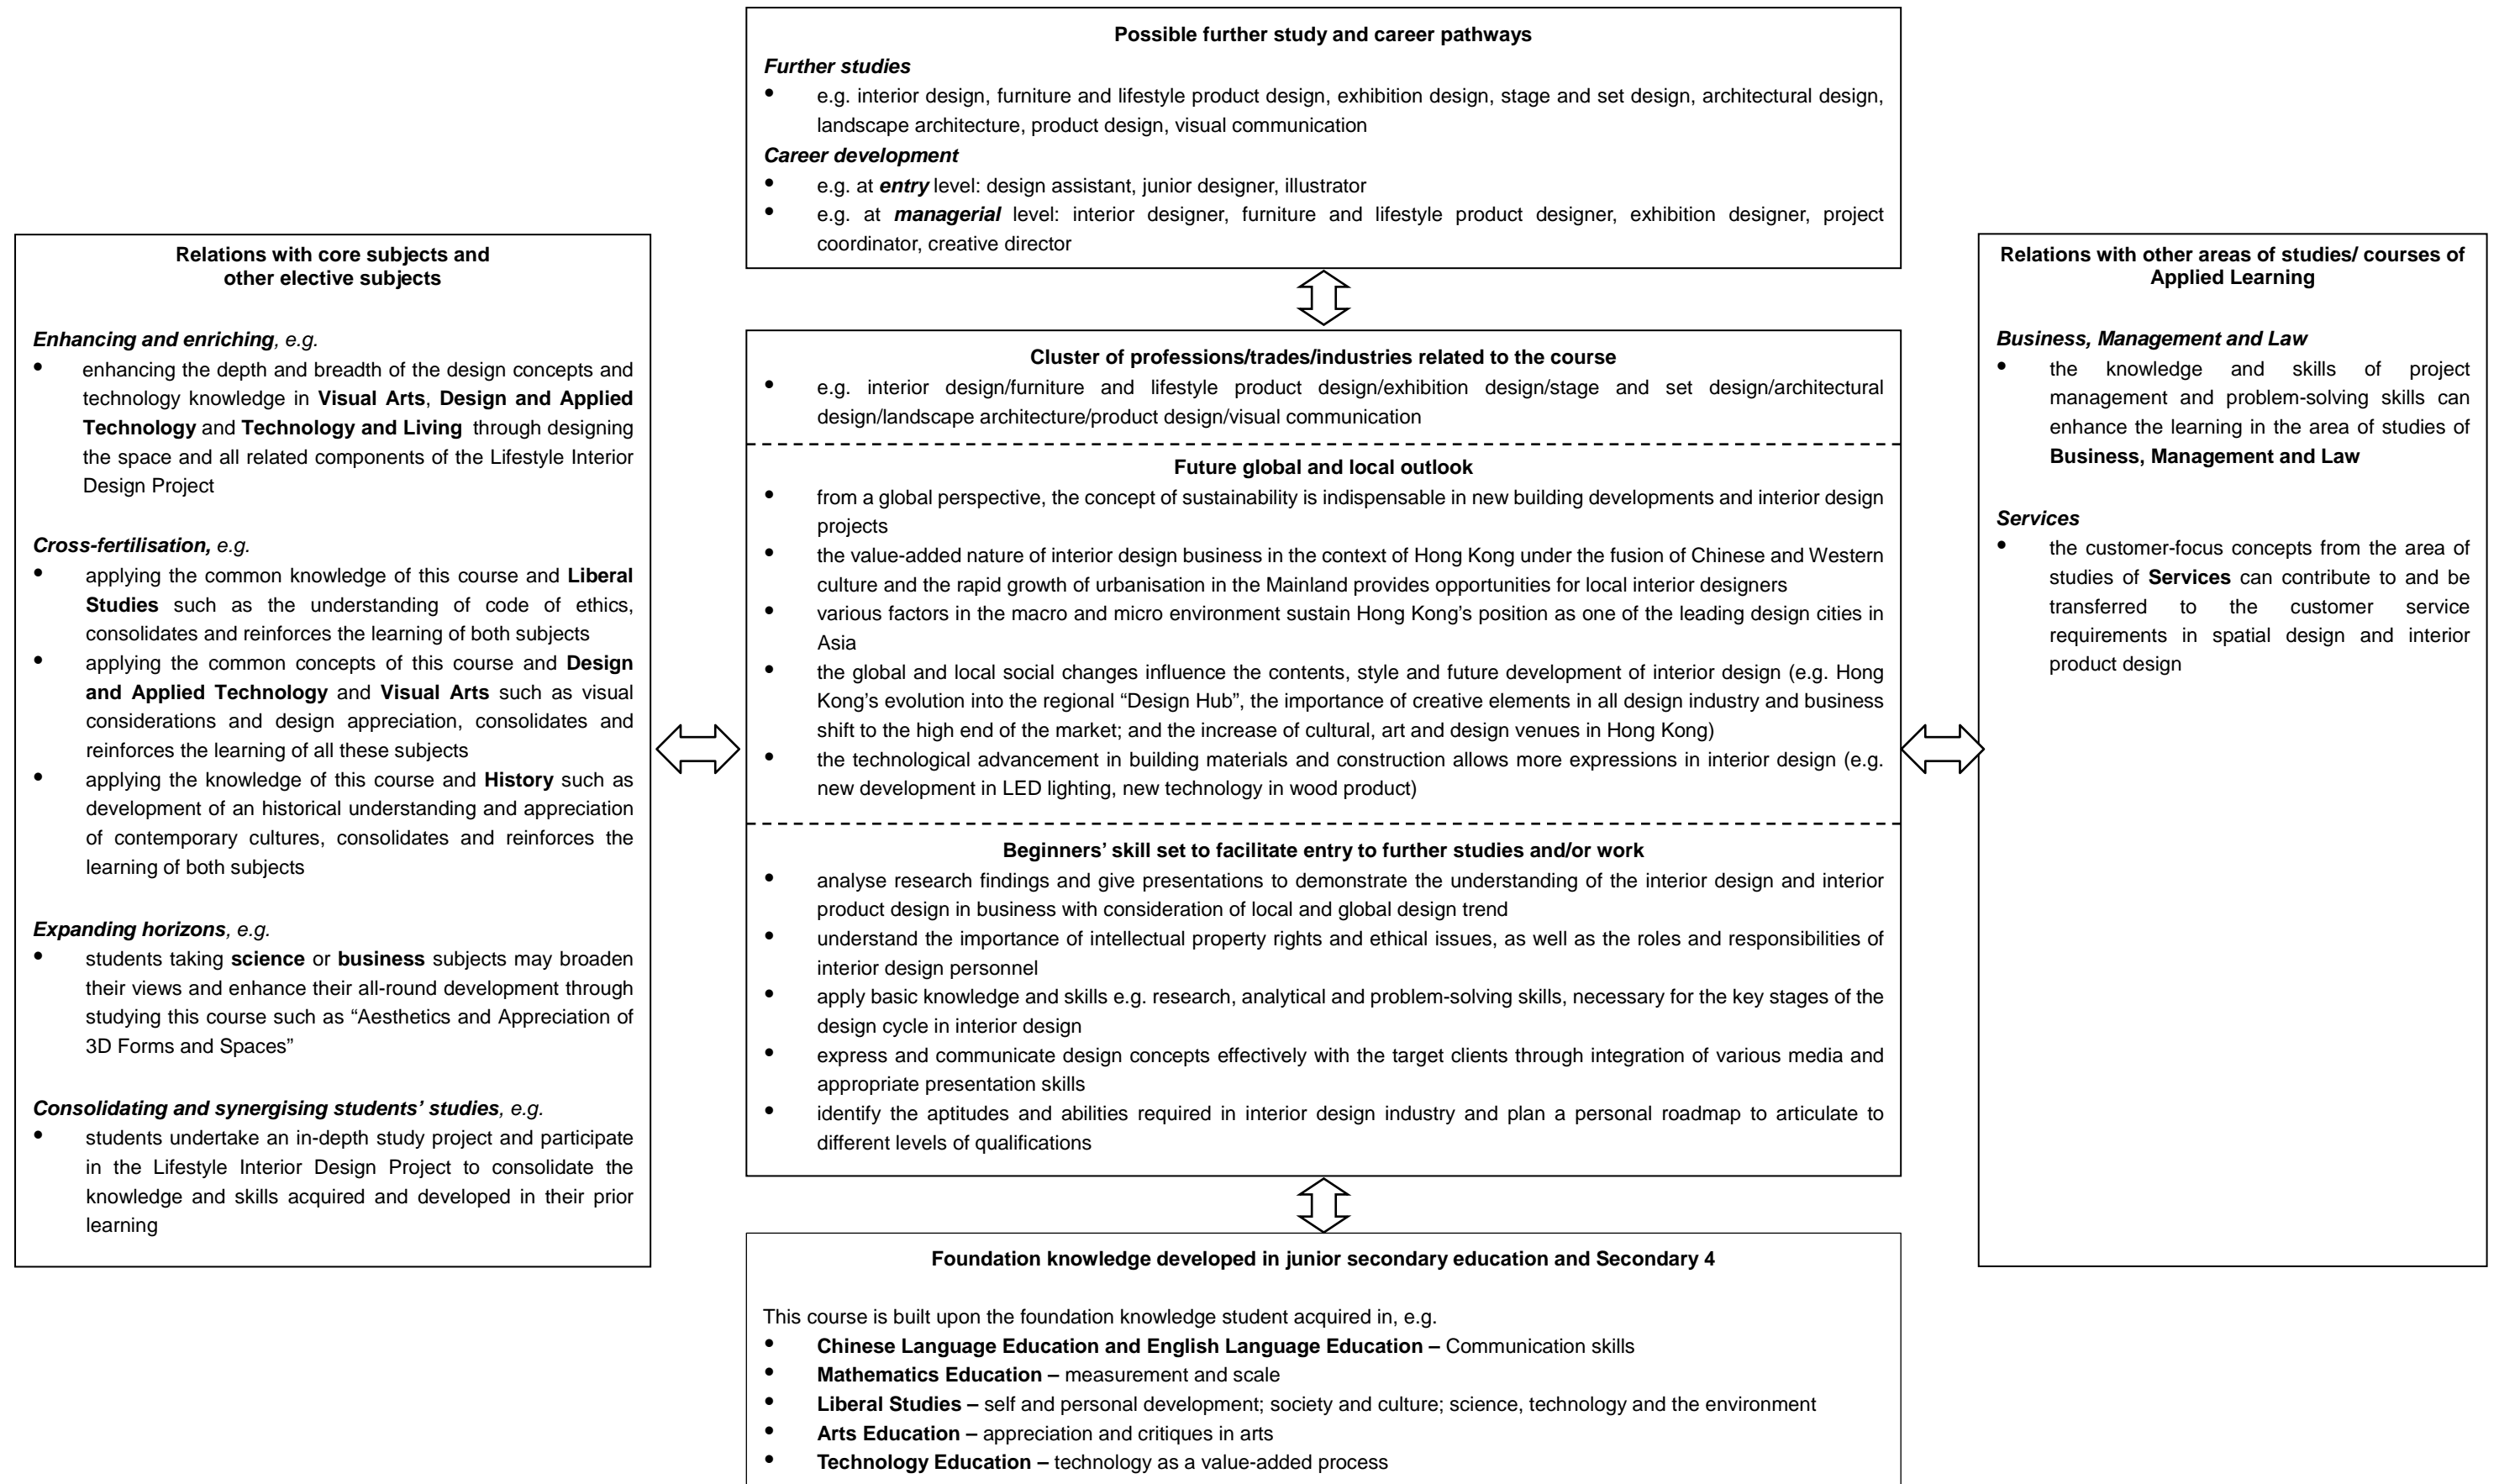 Possible further study and career pathways
Further studies
• e.g. interior design, furniture and lifestyle product design, exhibition design, stage and set design, architectural design,
landscape architecture, product design, visual communication
Career development
• e.g. at entry level: design assistant, junior designer, illustrator
• e.g. at managerial level: interior designer, furniture and lifestyle product designer, exhibition designer, project
coordinator, creative director
Relations with core subjects and
other elective subjects
Enhancing and enriching, e.g.
• enhancing the depth and breadth of the design concepts and
technology knowledge in Visual Arts, Design and Applied
Technology and Technology and Living through designing
the space and all related components of the Lifestyle Interior
Design Project
Cross-fertilisation, e.g.
• applying the common knowledge of this course and Liberal
Studies such as the understanding of code of ethics,
consolidates and reinforces the learning of both subjects
• applying the common concepts of this course and Design
and Applied Technology and Visual Arts such as visual
considerations and design appreciation, consolidates and
reinforces the learning of all these subjects
• applying the knowledge of this course and History such as
development of an historical understanding and appreciation
of contemporary cultures, consolidates and reinforces the
learning of both subjects
Expanding horizons, e.g.
• students taking science or business subjects may broaden
their views and enhance their all-round development through
studying this course such as “Aesthetics and Appreciation of
3D Forms and Spaces”
Consolidating and synergising students’ studies, e.g.
• students undertake an in-depth study project and participate
in the Lifestyle Interior Design Project to consolidate the
knowledge and skills acquired and developed in their prior
learning
Cluster of professions/trades/industries related to the course
• e.g. interior design/furniture and lifestyle product design/exhibition design/stage and set design/architectural
design/landscape architecture/product design/visual communication
Future global and local outlook
• from a global perspective, the concept of sustainability is indispensable in new building developments and interior design
projects
• the value-added nature of interior design business in the context of Hong Kong under the fusion of Chinese and Western
culture and the rapid growth of urbanisation in the Mainland provides opportunities for local interior designers
• various factors in the macro and micro environment sustain Hong Kong’s position as one of the leading design cities in
Asia
• the global and local social changes influence the contents, style and future development of interior design (e.g. Hong
Kong’s evolution into the regional “Design Hub”, the importance of creative elements in all design industry and business
shift to the high end of the market; and the increase of cultural, art and design venues in Hong Kong)
• the technological advancement in building materials and construction allows more expressions in interior design (e.g.
new development in LED lighting, new technology in wood product)
Beginners’ skill set to facilitate entry to further studies and/or work
• analyse research findings and give presentations to demonstrate the understanding of the interior design and interior
product design in business with consideration of local and global design trend
• understand the importance of intellectual property rights and ethical issues, as well as the roles and responsibilities of
interior design personnel
• apply basic knowledge and skills e.g. research, analytical and problem-solving skills, necessary for the key stages of the
design cycle in interior design
• express and communicate design concepts effectively with the target clients through integration of various media and
appropriate presentation skills
• identify the aptitudes and abilities required in interior design industry and plan a personal roadmap to articulate to
different levels of qualifications
Relations with other areas of studies/ courses of
Applied Learning
Business, Management and Law
• the knowledge and skills of project
management and problem-solving skills can
enhance the learning in the area of studies of
Business, Management and Law
Services
• the customer-focus concepts from the area of
studies of Services can contribute to and be
transferred to the customer service
requirements in spatial design and interior
product design
Foundation knowledge developed in junior secondary education and Secondary 4
This course is built upon the foundation knowledge student acquired in, e.g.
• Chinese Language Education and English Language Education – Communication skills
• Mathematics Education – measurement and scale
• Liberal Studies – self and personal development; society and culture; science, technology and the environment
• Arts Education – appreciation and critiques in arts
• Technology Education – technology as a value-added process